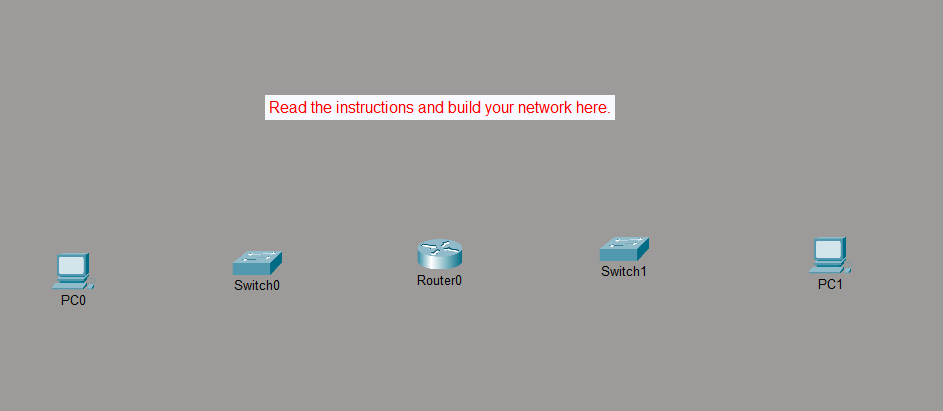 Read the instructions and build your network here.
PC0
Switch0
Router0
Switch1
PC1